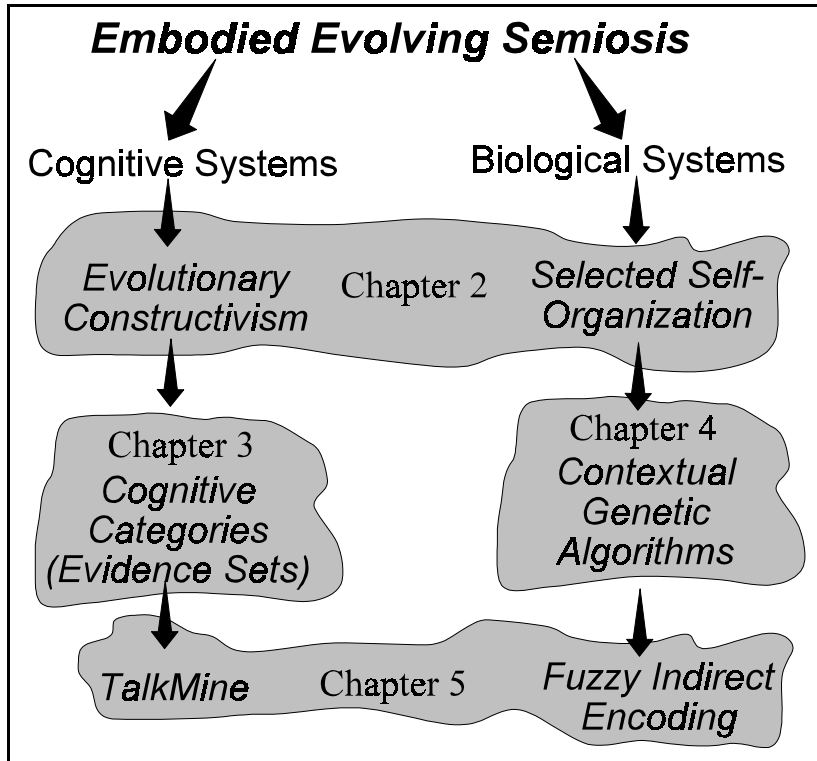 Embodied Evolving Semiosis
Cognitive Systems
Biological Systems
Evolutionary
Constructivism
Chapter 2
Selected Self-
Organization
Chapter 3
Cognitive
Categories
(Evidence Sets)
Chapter 4
Contextual
Genetic
Algorithms
TalkMine
Chapter 5
Fuzzy Indirect
Encoding